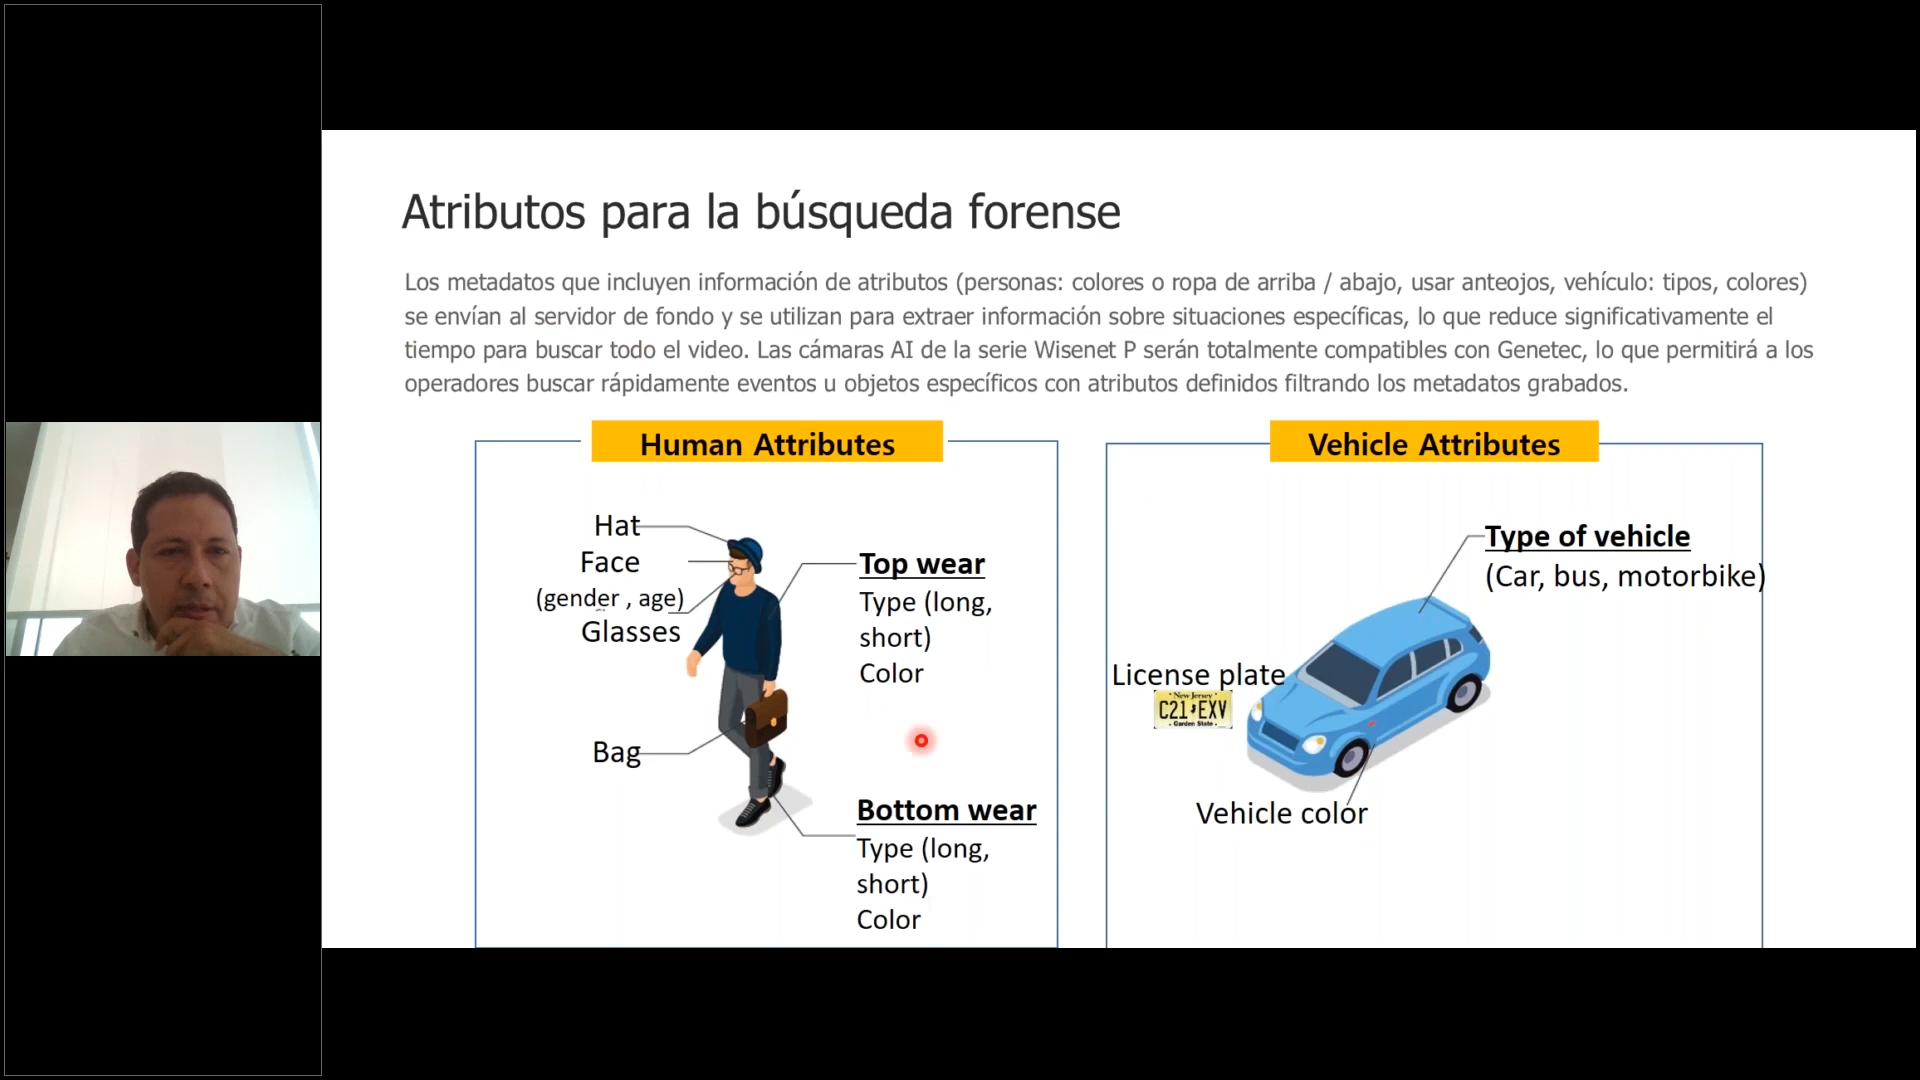 Atributos para la búsqueda forense
Los metadatos que incluyen información de atributos (personas: colores o ropa de arriba / abajo, usar anteojos, vehículo: tipos, colores)
se envían al servidor de fondo y se utilizan para extraer información sobre situaciones específicas, lo que reduce significativamente el
tiempo para buscar todo el video. Las cámaras AI de la serie Wisenet P serán totalmente compatibles con Genetec, lo que permitirá a los
operadores buscar rápidamente eventos u objetos específicos con atributos definidos filtrando los metadatos grabados.
Human Attributes
Hat
Face
(gender , age)
Glasses
Bag
Top wear
Type (long,
short)
Color
Bottom wear
Type (long,
short)
Color
Vehicle Attributes
Type of vehicle
(Car, bus, motorbike)
License plate
New Jersey
C21 EXV
Garden State
Vehicle color